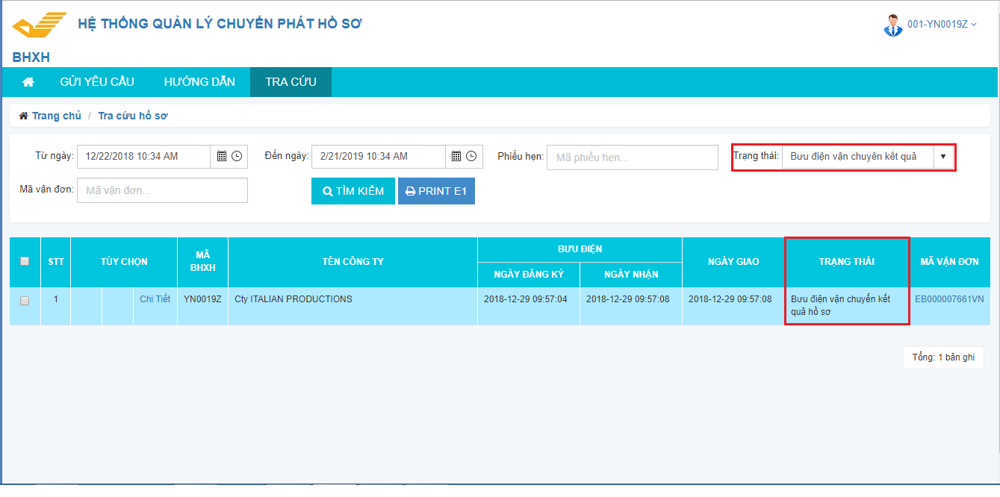 HỆ THỐNG QUẢN LÝ CHUYỂN PHÁT HỒ SƠ
001-YN0019Z
BHXH
GỬI YÊU CẦU HƯỚNG DẪN TRA CỨU
Trang chủ / Tra cứu hồ sơ
Từ ngày: 12/22/2018 10:34 AM Đến ngày: 2/21/2019 10:34 AM Phiếu hẹn: Mã phiếu hẹn... Trạng thái: Bưu điện vận chuyển kết quả
Mã vận đơn: Mã vận đơn... TÌM KIẾM PRINT E1
STT TÙY CHỌN MÃ BHXH TÊN CÔNG TY BƯU ĐIỆN NGÀY GIAO TRẠNG THÁI MÃ VẬN ĐƠN
NGÀY ĐĂNG KÝ NGÀY NHẬN
1 Chi Tiết YN0019Z Cty ITALIAN PRODUCTIONS 2018-12-29 09:57:04 2018-12-29 09:57:08 2018-12-29 09:57:08 Bưu điện vận chuyển kết EB000007661VN
quả hồ sơ
Tổng: 1 bản ghi